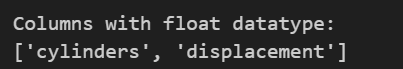 Columns with float datatype:
['cylinders', 'displacement']